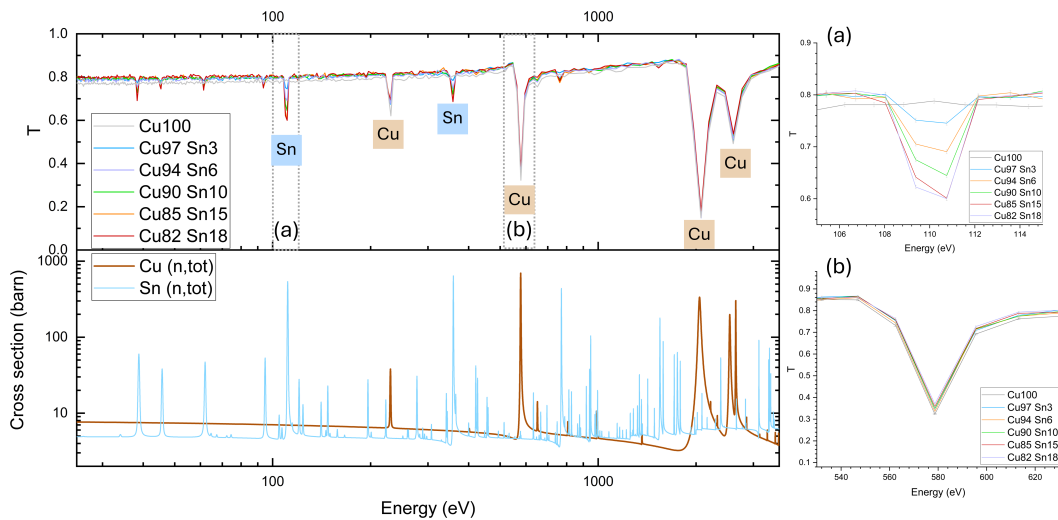 100
1000
1.0
0.8
0.6
0.4
0.2
0.0
T
Cu100
Cu97 Sn3
Cu94 Sn6
Cu90 Sn10
Cu85 Sn15
Cu82 Sn18
Sn
Cu
Sn
Cu
Cu
Cu
(a)
(b)
Cu (n,tot)
Sn (n,tot)
1000
100
10
Cross section (barn)
100
1000
Energy (eV)
(a)
0.9
0.8
0.7
0.6
T
Cu100
Cu97 Sn3
Cu94 Sn6
Cu90 Sn10
Cu85 Sn15
Cu82 Sn18
106
108
110
112
114
Energy (eV)
(b)
0.9
0.8
0.7
0.6
0.5
0.4
0.3
0.2
0.1
T
Cu100
Cu97 Sn3
Cu94 Sn6
Cu90 Sn10
Cu85 Sn15
Cu82 Sn18
540
560
580
600
620
Energy (eV)